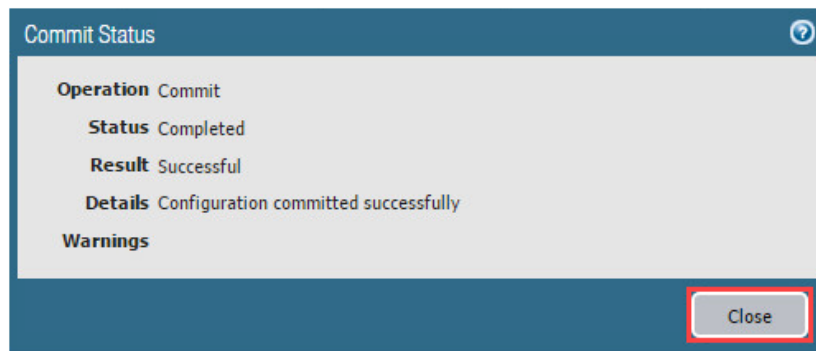 Commit Status
Operation Commit
Status Completed
Result Successful
Details Configuration committed successfully
Warnings
Close